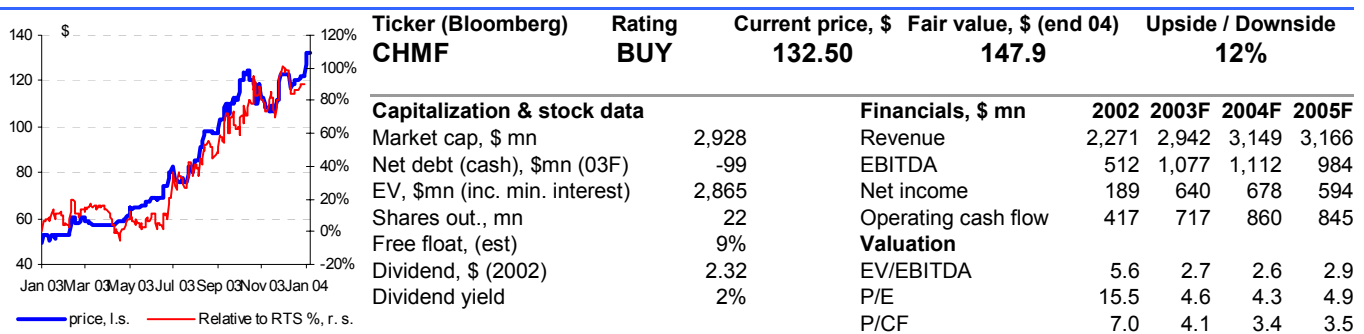 $
140
120
100
80
60
40
120%
100%
80%
60%
40%
20%
0%
-20%
Jan 03 Mar 03 May 03 Jul 03 Sep 03 Nov 03 Jan 04
price, l.s. Relative to RTS %, r. s.
Ticker (Bloomberg) Rating Current price, $ Fair value, $ (end 04) Upside / Downside
CHMF BUY 132.50 147.9 12%
Capitalization & stock data
Market cap, $ mn 2,928
Net debt (cash), $mn (03F) -99
EV, $mn (inc. min. interest) 2,865
Shares out., mn 22
Free float, (est) 9%
Dividend, $ (2002) 2.32
Dividend yield 2%
Financials, $ mn 2002 2003F 2004F 2005F
Revenue 2,271 2,942 3,149 3,166
EBITDA 512 1,077 1,112 984
Net income 189 640 678 594
Operating cash flow 417 717 860 845
Valuation
EV/EBITDA 5.6 2.7 2.6 2.9
P/E 15.5 4.6 4.3 4.9
P/CF 7.0 4.1 3.4 3.5